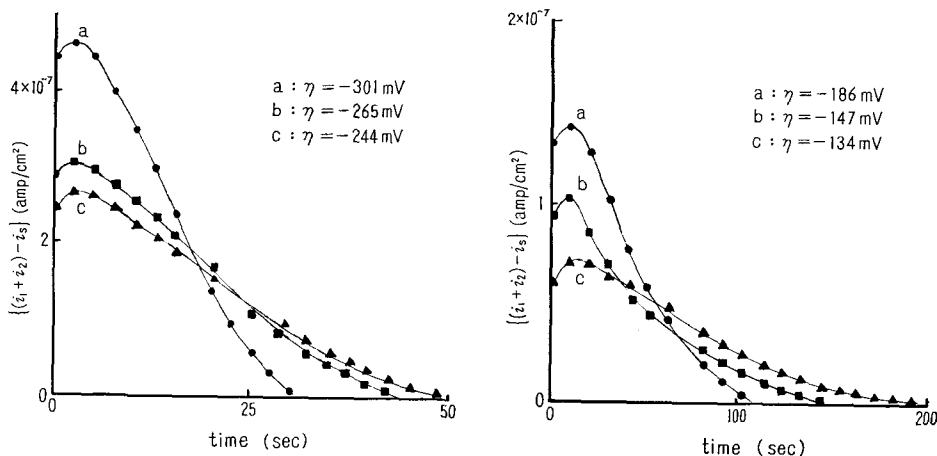 a
b
c
a : η = −301 mV
b : η = −265 mV
c : η = −244 mV
4×10⁻⁷
2
0
{(i₁ + i₂) − iₛ} (amp/cm²)
0
25
50
time (sec)
2×10⁻⁷
1
0
{(i₁ + i₂) − iₛ} (amp/cm²)
a
b
c
a : η = −186 mV
b : η = −147 mV
c : η = −134 mV
0
100
200
time (sec)